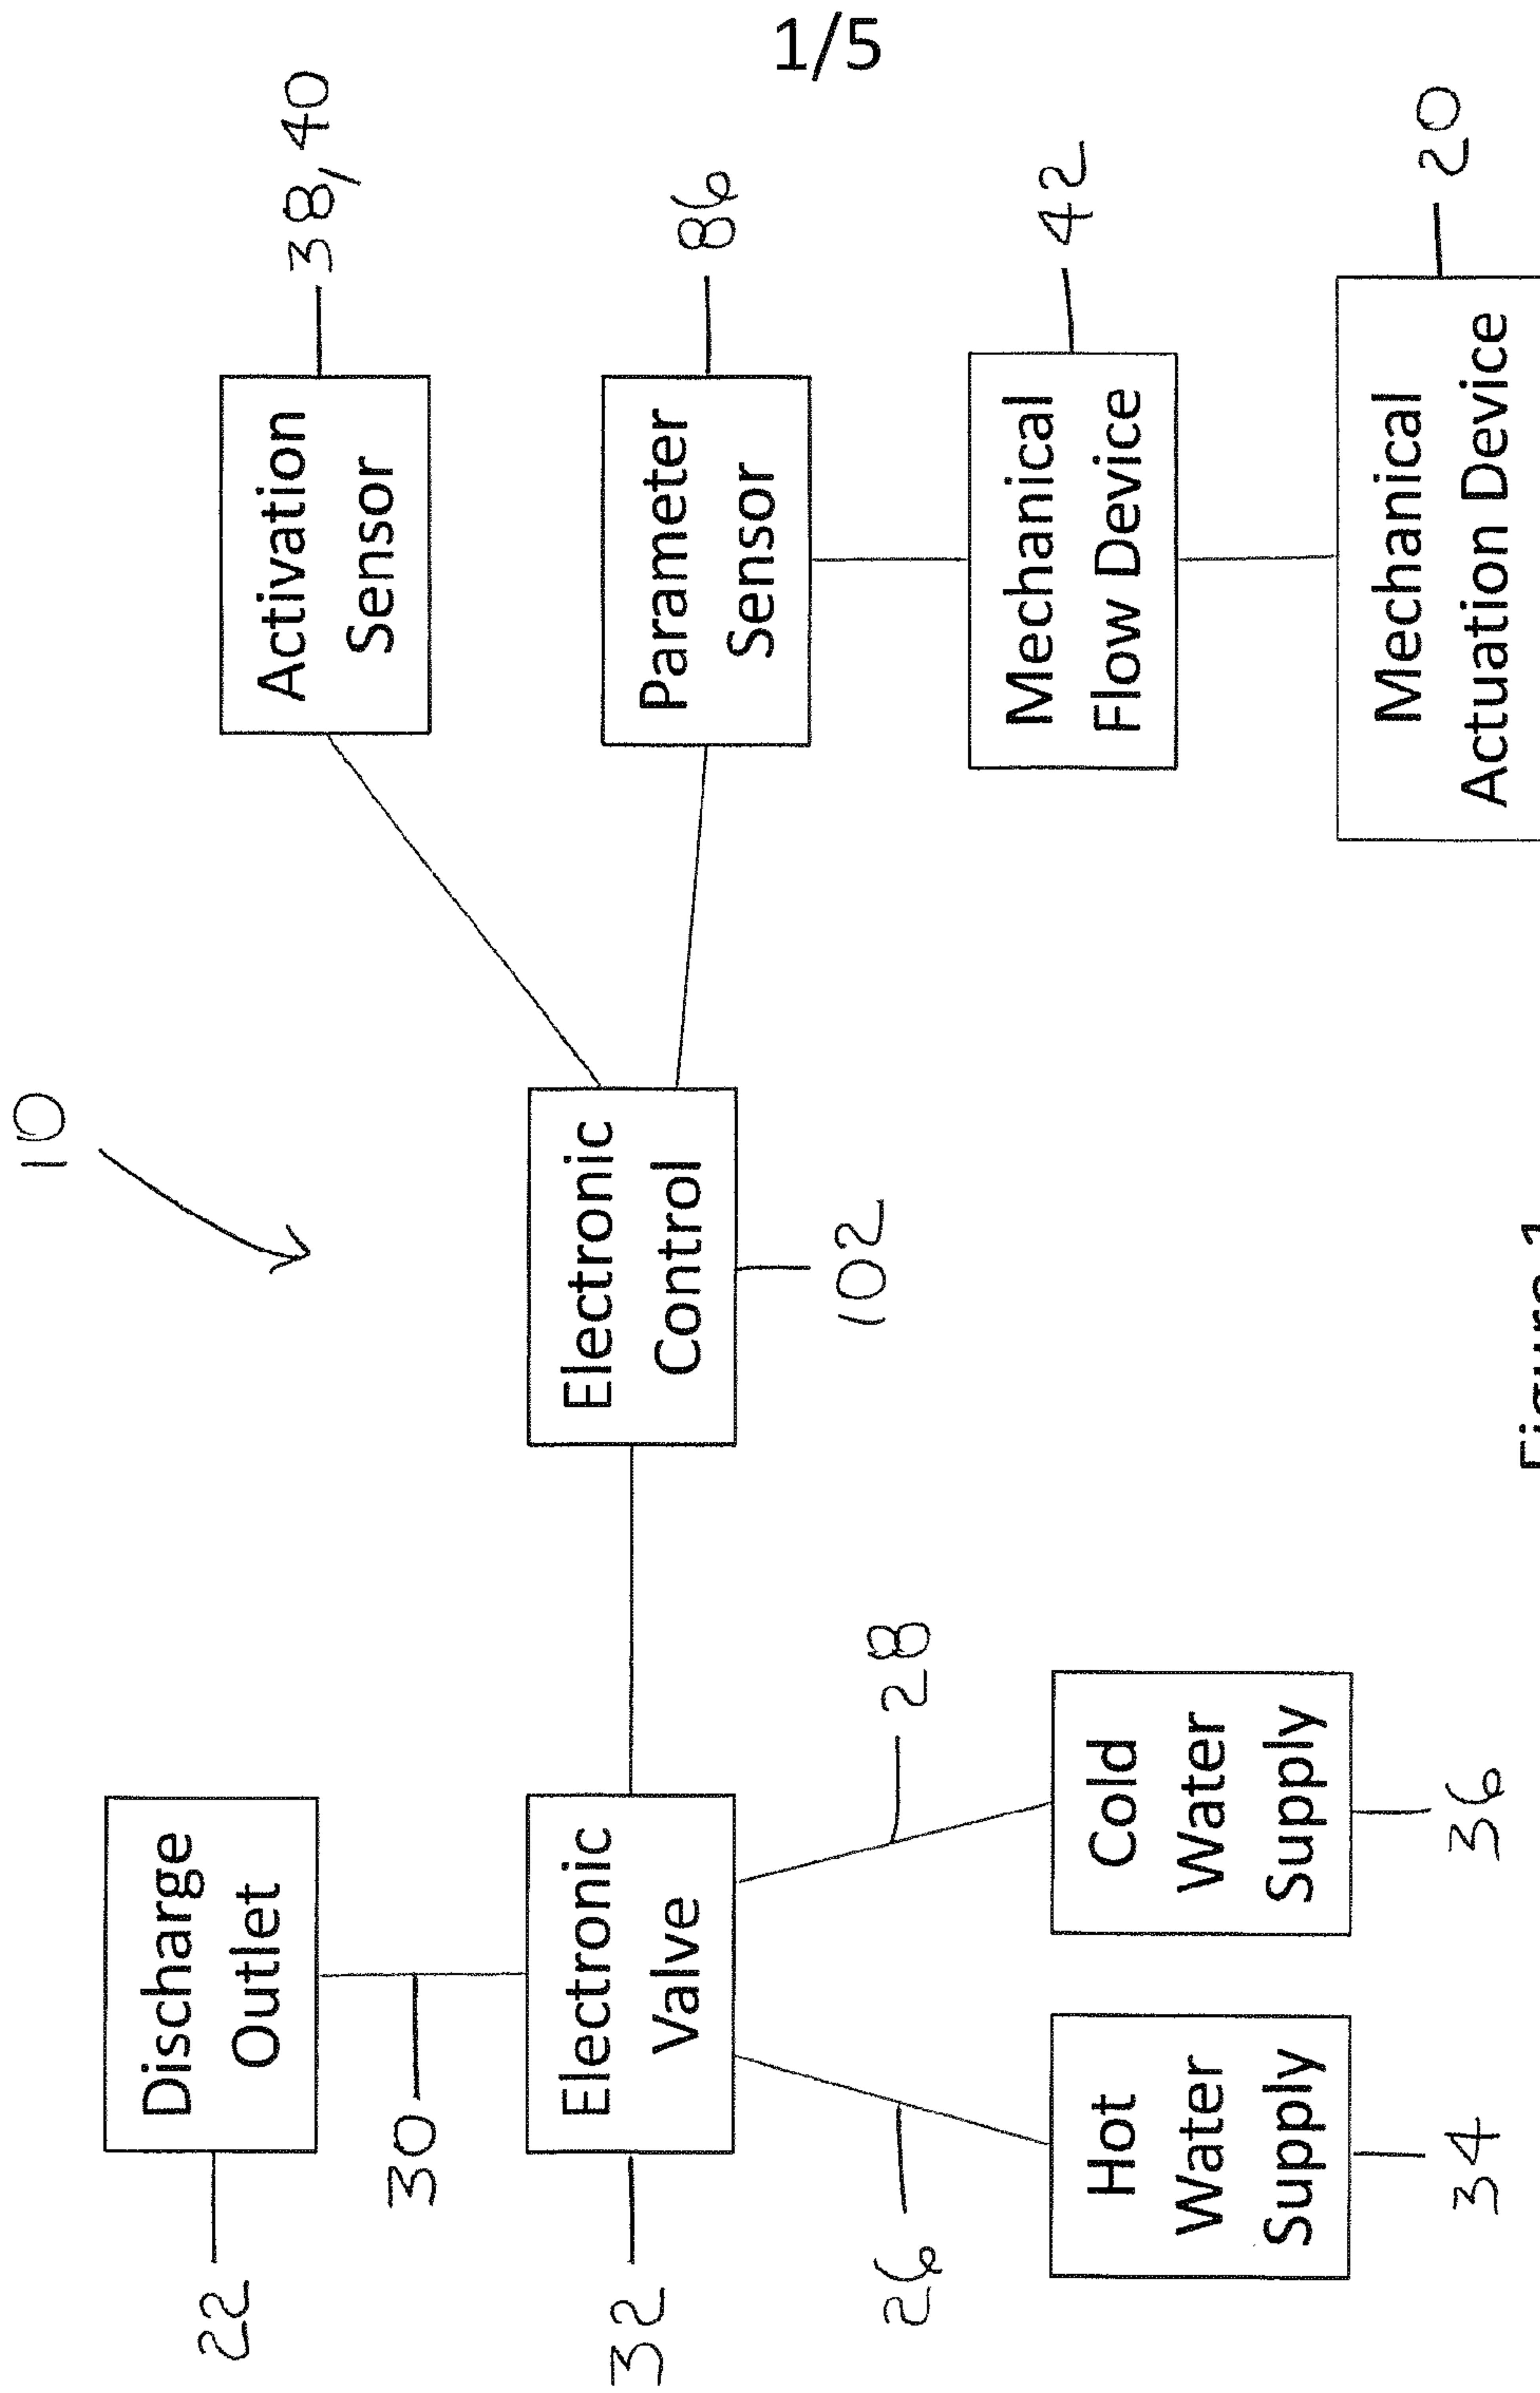 1/5
10
22
Discharge
Outlet
30
32
Electronic
Valve
26
28
Hot
Water
Supply
34
Cold
Water
Supply
36
Electronic
Control
102
Activation
Sensor
38, 40
Parameter
Sensor
86
Mechanical
Flow Device
42
Mechanical
Actuation Device
20
Figure 1